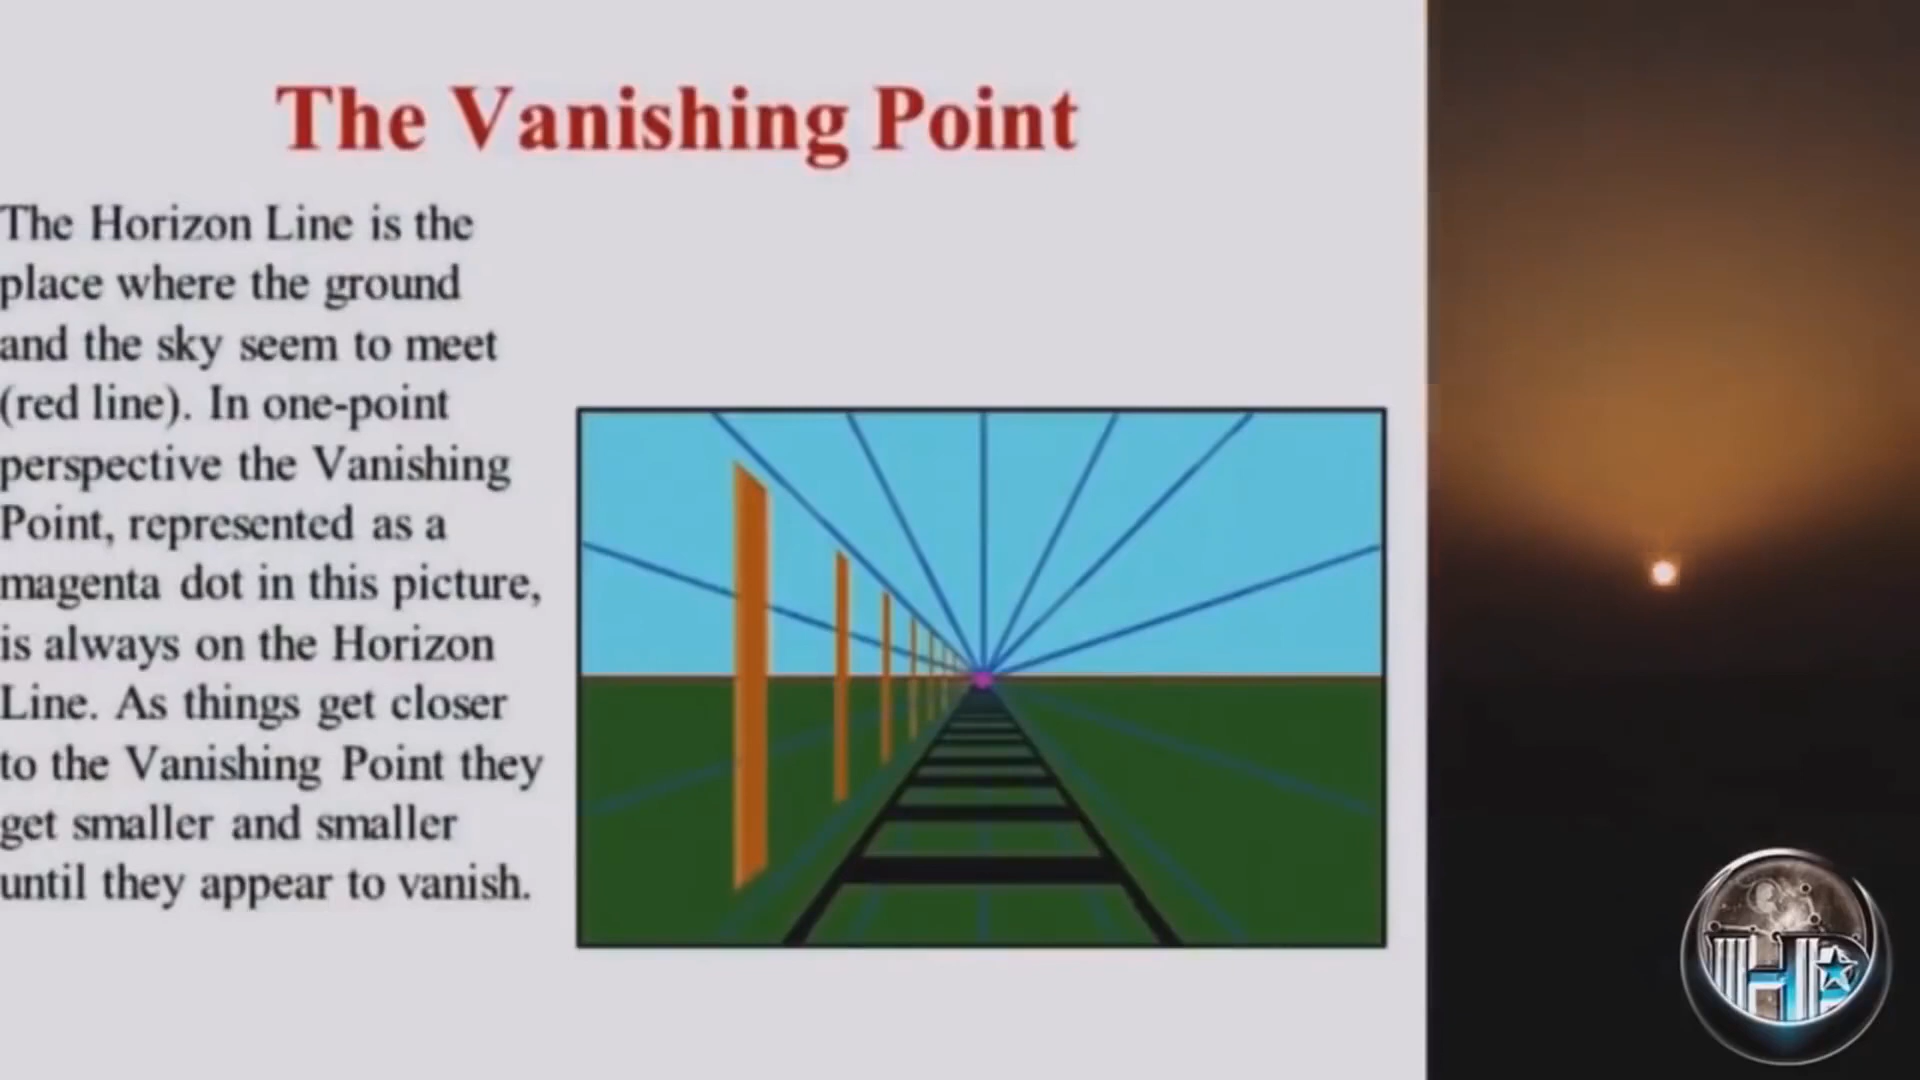 The Vanishing Point
The Horizon Line is the
place where the ground
and the sky seem to meet
(red line). In one-point
perspective the Vanishing
Point, represented as a
magenta dot in this picture,
is always on the Horizon
Line. As things get closer
to the Vanishing Point they
get smaller and smaller
until they appear to vanish.